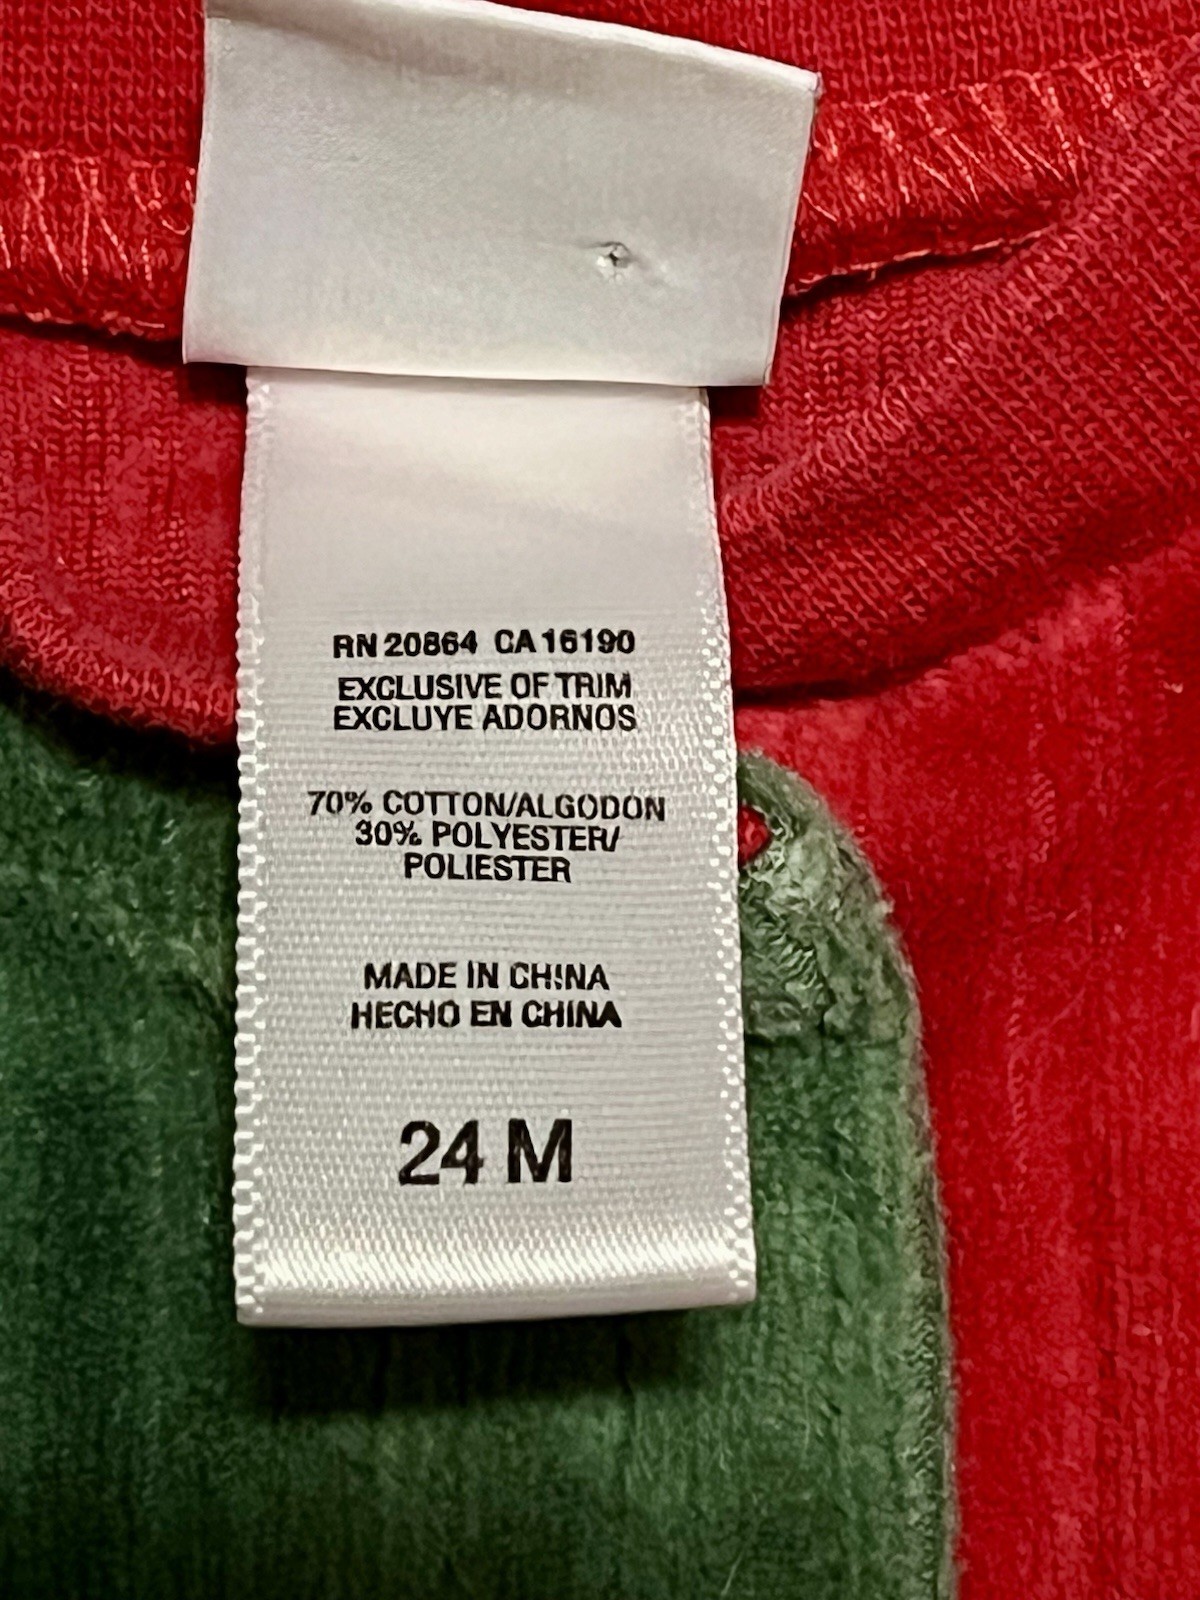 RN 20864 CA 16190
EXCLUSIVE OF TRIM
EXCLUYE ADORNOS
70% COTTON/ALGODON
30% POLYESTER/
POLIESTER
MADE IN CHINA
HECHO EN CHINA
24 M